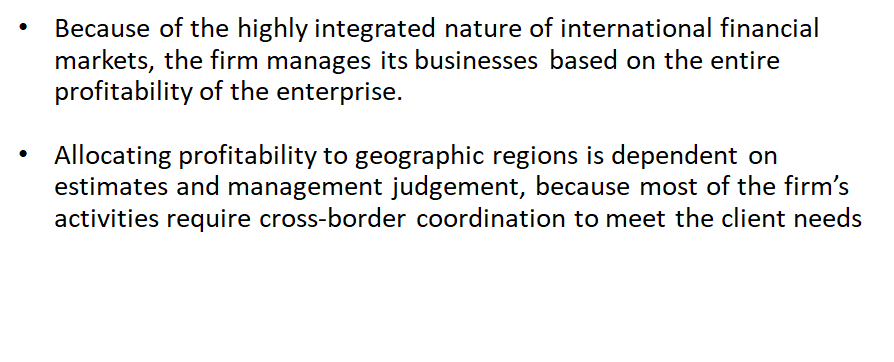 • Because of the highly integrated nature of international financial
markets, the firm manages its businesses based on the entire
profitability of the enterprise.
• Allocating profitability to geographic regions is dependent on
estimates and management judgement, because most of the firm’s
activities require cross-border coordination to meet the client needs